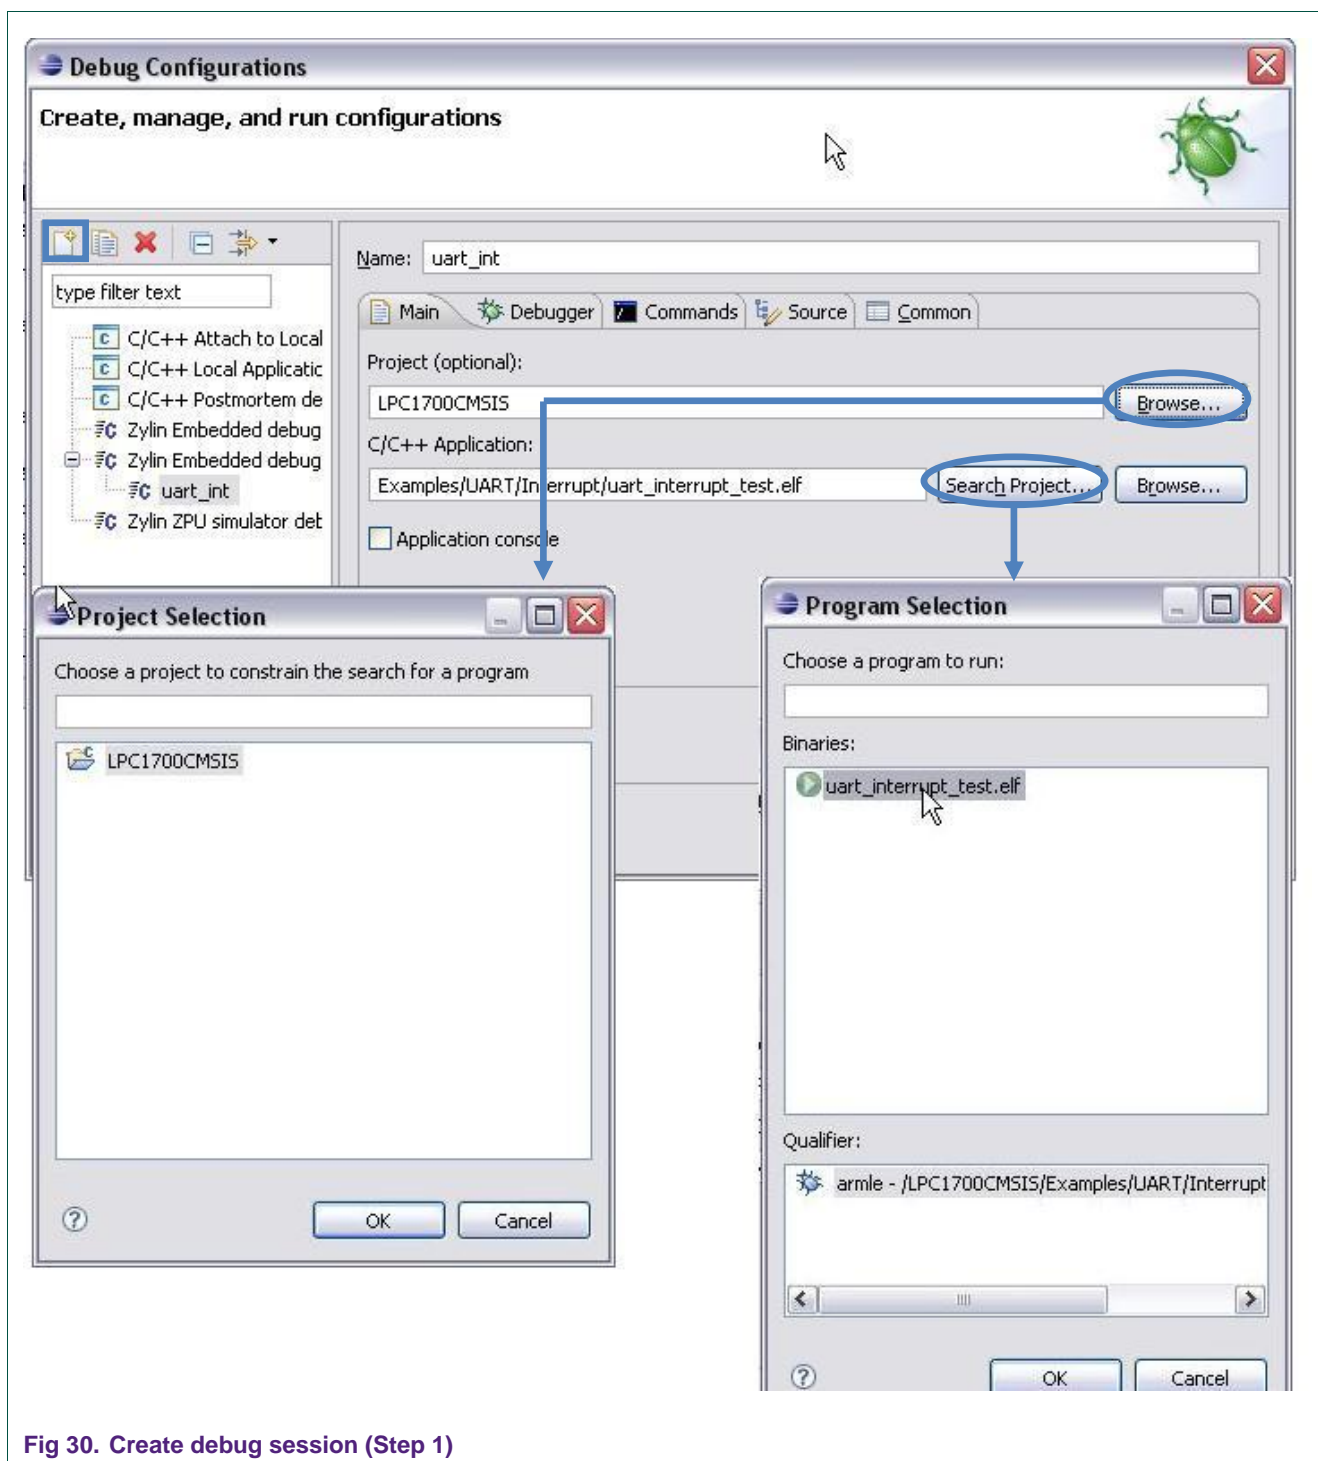 Debug Configurations
Create, manage, and run configurations
type filter text
C/C++ Attach to Local
C/C++ Local Applicatic
C/C++ Postmortem de
Zylin Embedded debug
Zylin Embedded debug
uart_int
Zylin ZPU simulator det
Name: uart_int
Main Debugger Commands Source Common
Project (optional):
LPC1700CMSIS Browse...
C/C++ Application:
Examples/UART/Interrupt/uart_interrupt_test.elf Search Project... Browse...
Application console
Project Selection
Choose a project to constrain the search for a program
LPC1700CMSIS
OK Cancel
Program Selection
Choose a program to run:
Binaries:
uart_interrupt_test.elf
Qualifier:
armle - /LPC1700CMSIS/Examples/UART/Interrupt
OK Cancel
Fig 30. Create debug session (Step 1)